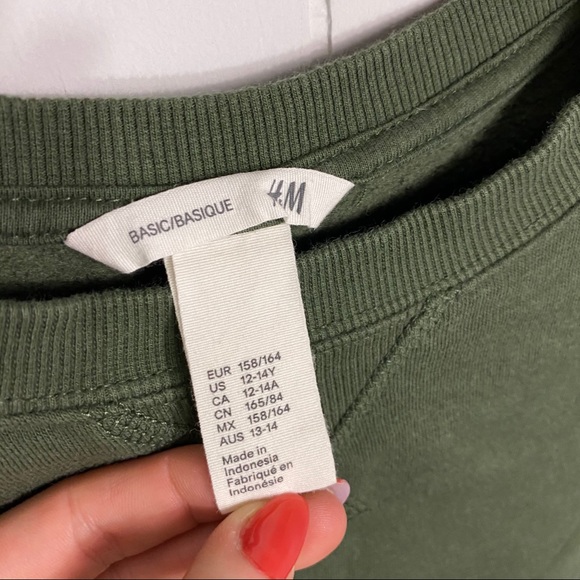 BASIC/BASIQUE H&M
EUR 158/164
US 12-14Y
CA 12-14A
CN 165/84
MX 158/164
AUS 13-14
Made in
Indonesia
Fabriqué en
Indonésie